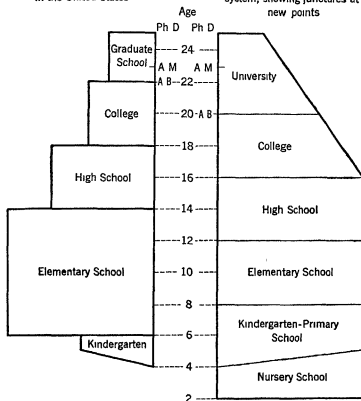 in the United States
system, showing junctures at
new points
Age
Ph D Ph D
Graduate
School
24
A M A M
A B 22
University
College
20 A B
18
College
High School
16
14
High School
12
Elementary School
10
Elementary School
8
Kindergarten-Primary
School
6
Kindergarten
4
Nursery School
2